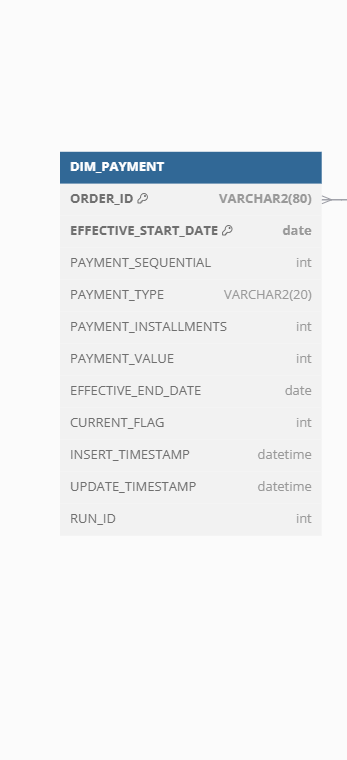 DIM_PAYMENT
ORDER_ID VARCHAR2(80)
EFFECTIVE_START_DATE date
PAYMENT_SEQUENTIAL int
PAYMENT_TYPE VARCHAR2(20)
PAYMENT_INSTALLMENTS int
PAYMENT_VALUE int
EFFECTIVE_END_DATE date
CURRENT_FLAG int
INSERT_TIMESTAMP datetime
UPDATE_TIMESTAMP datetime
RUN_ID int